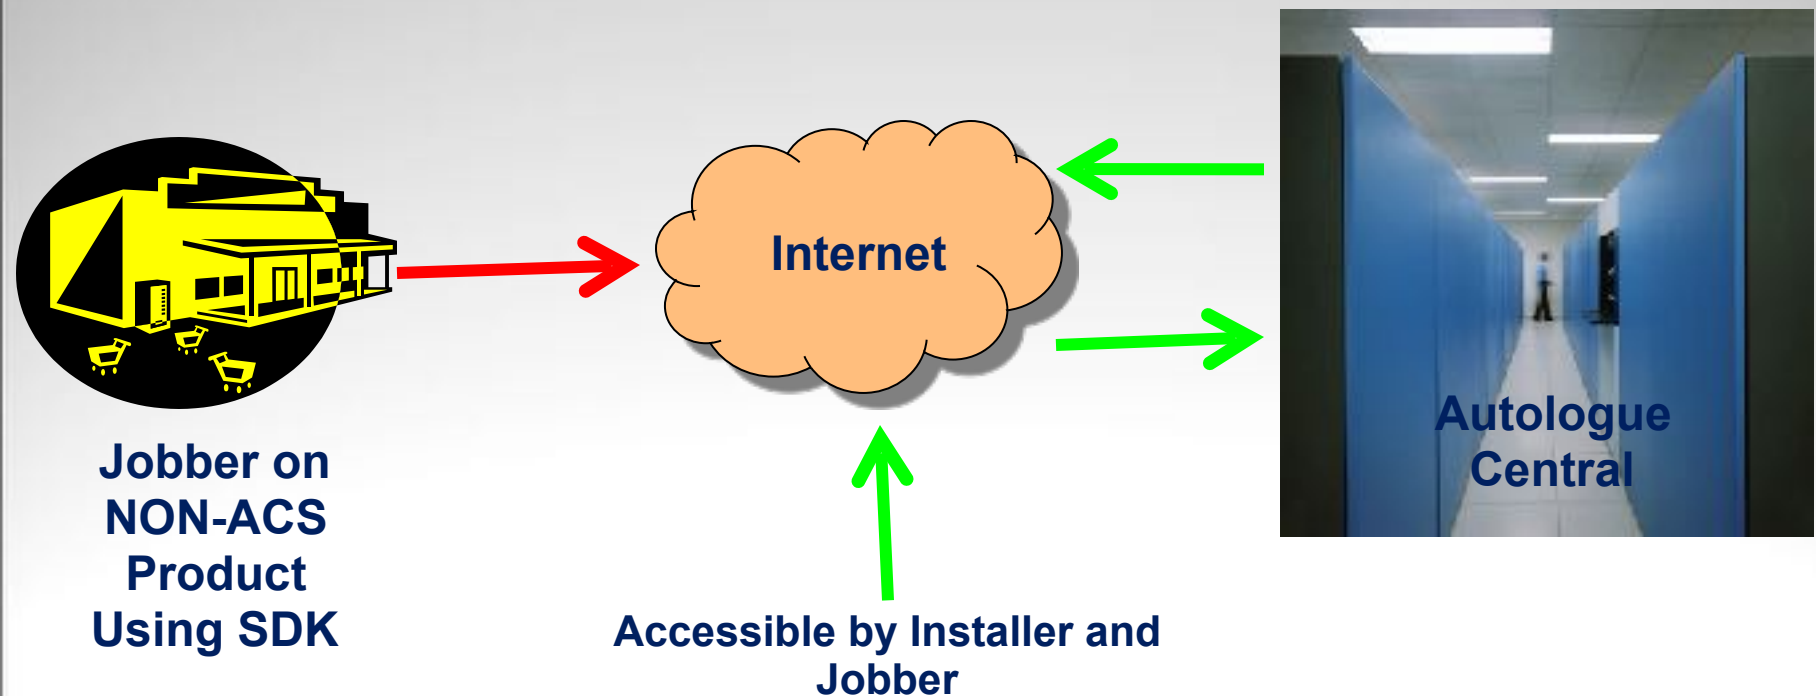 Internet
Autologue
Central
Jobber on
NON-ACS
Product
Using SDK
Accessible by Installer and
Jobber